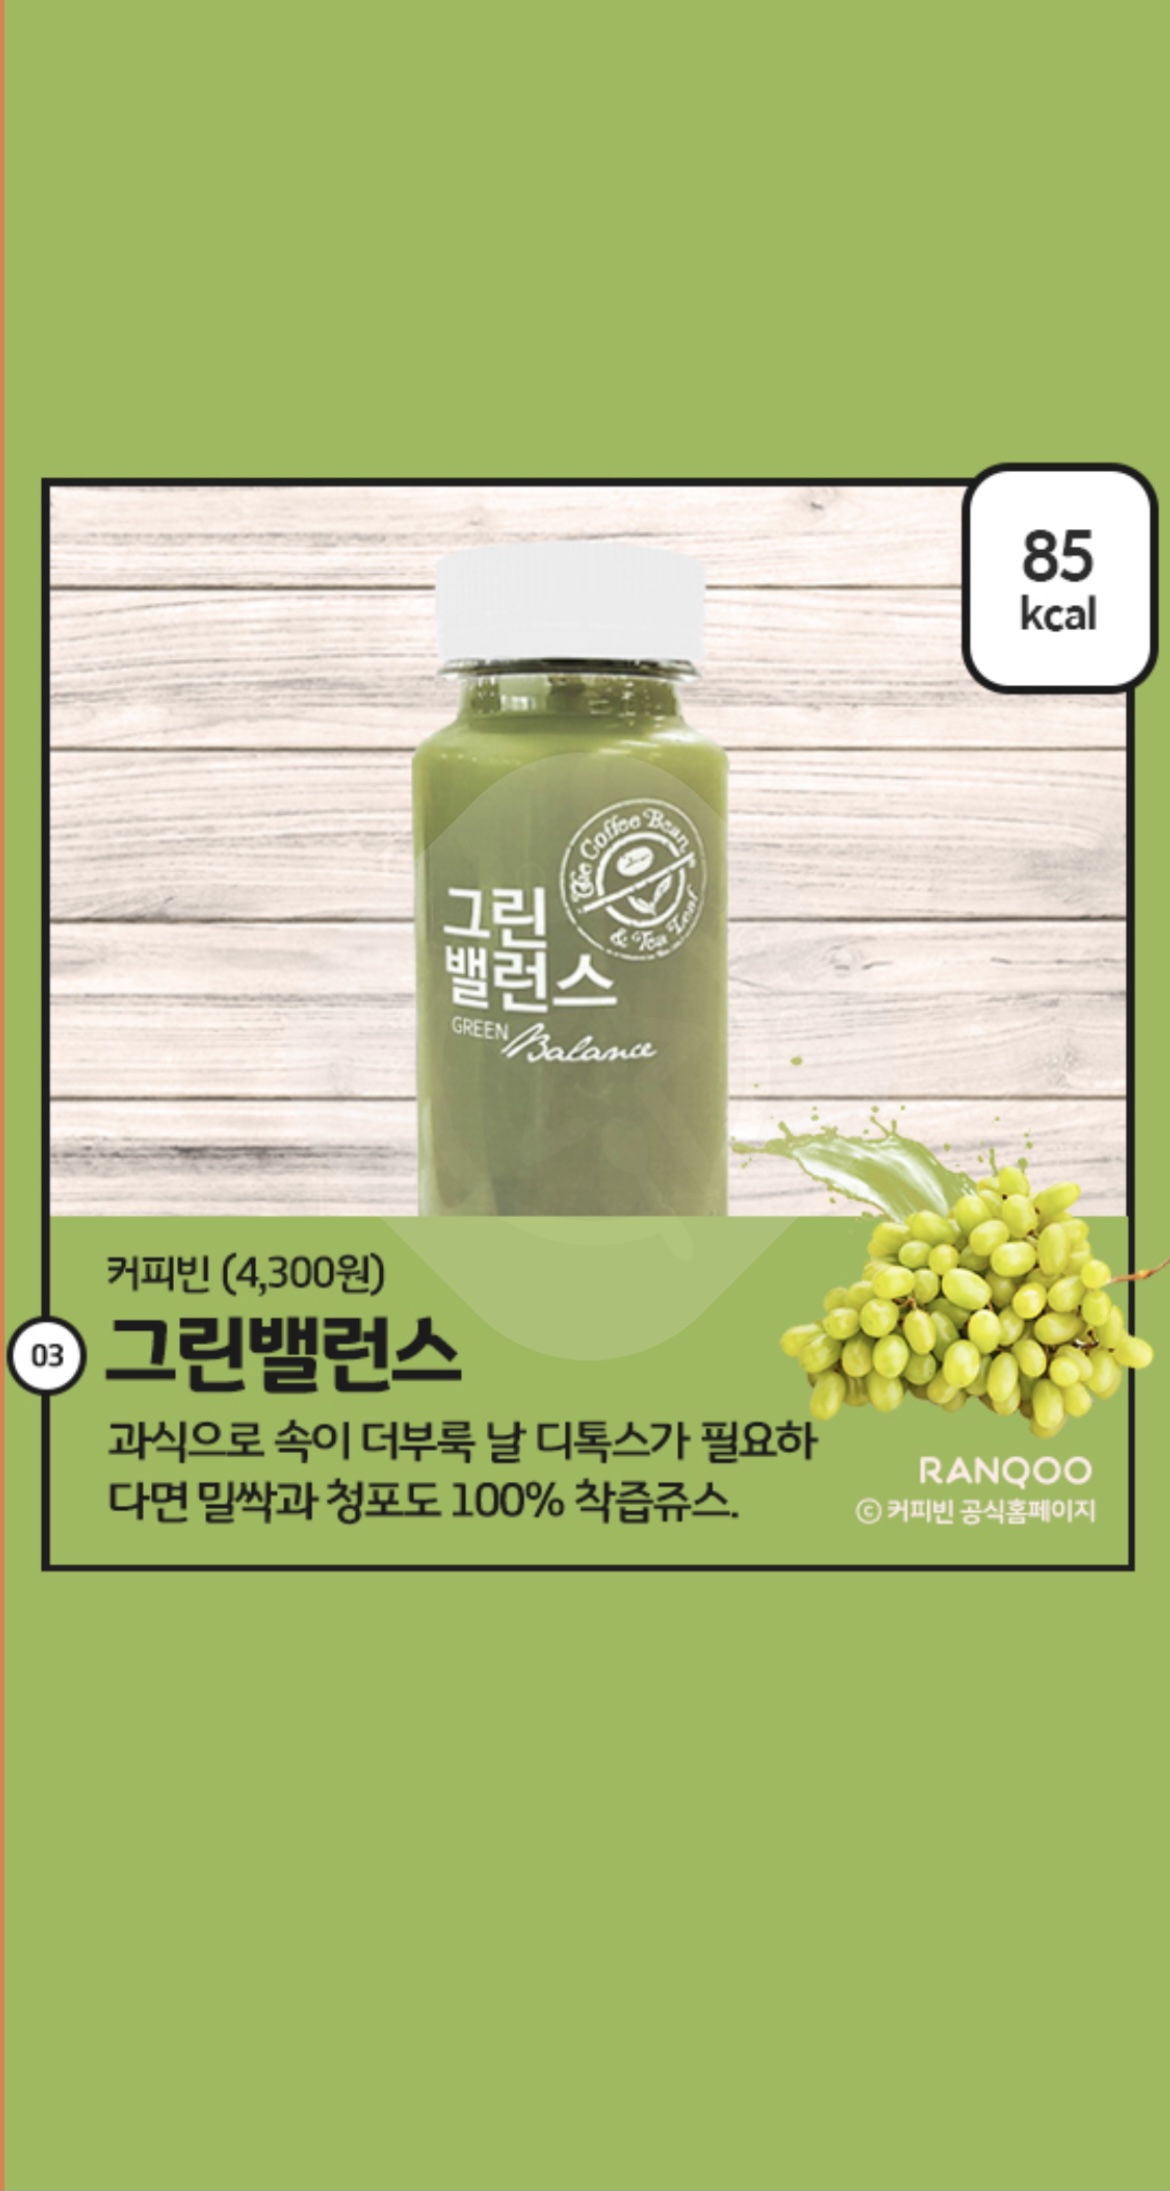 85
kcal
The Coffee Bean
& Tea Leaf
그린
밸런스
GREEN Balance
커피빈 (4,300원)
03
그린밸런스
과식으로 속이 더부룩 날 디톡스가 필요하
다면 밀싹과 청포도 100% 착즙쥬스.
RANQOO
ⓒ 커피빈 공식홈페이지